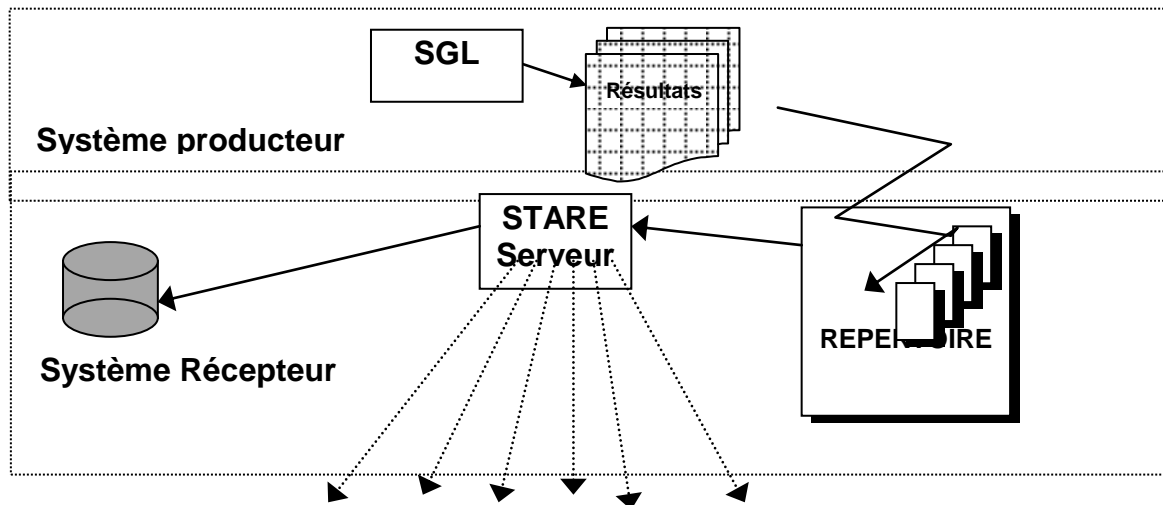 SGL
Résultats
Système producteur
STARE
Serveur
REPERTOIRE
Système Récepteur